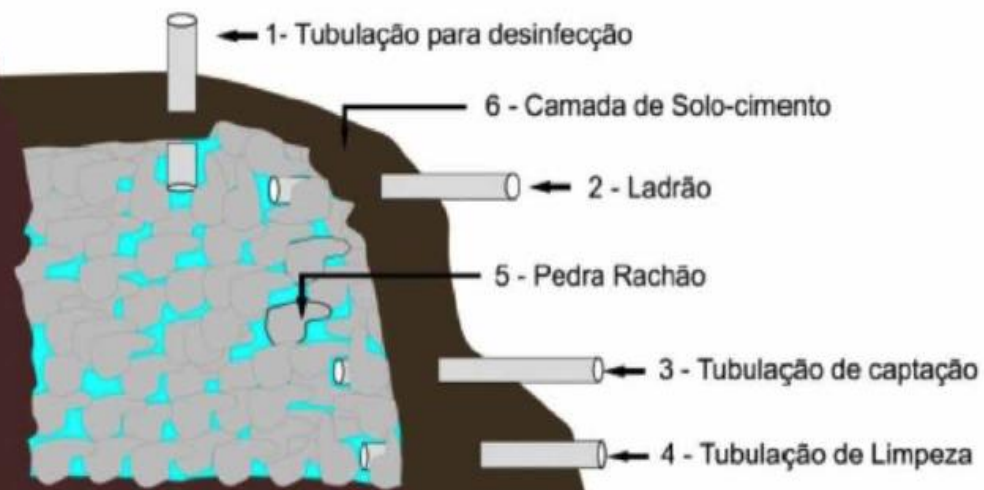 1- Tubulação para desinfecção
6 - Camada de Solo-cimento
2 - Ladrão
5 - Pedra Rachão
3 - Tubulação de captação
4 - Tubulação de Limpeza